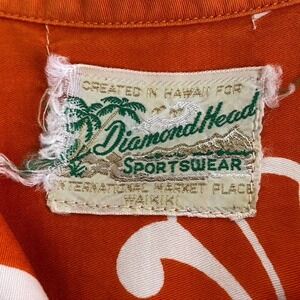 CREATED IN HAWAII FOR
Diamond Head
SPORTSWEAR
INTERNATIONAL MARKET PLACE
WAIKIKI